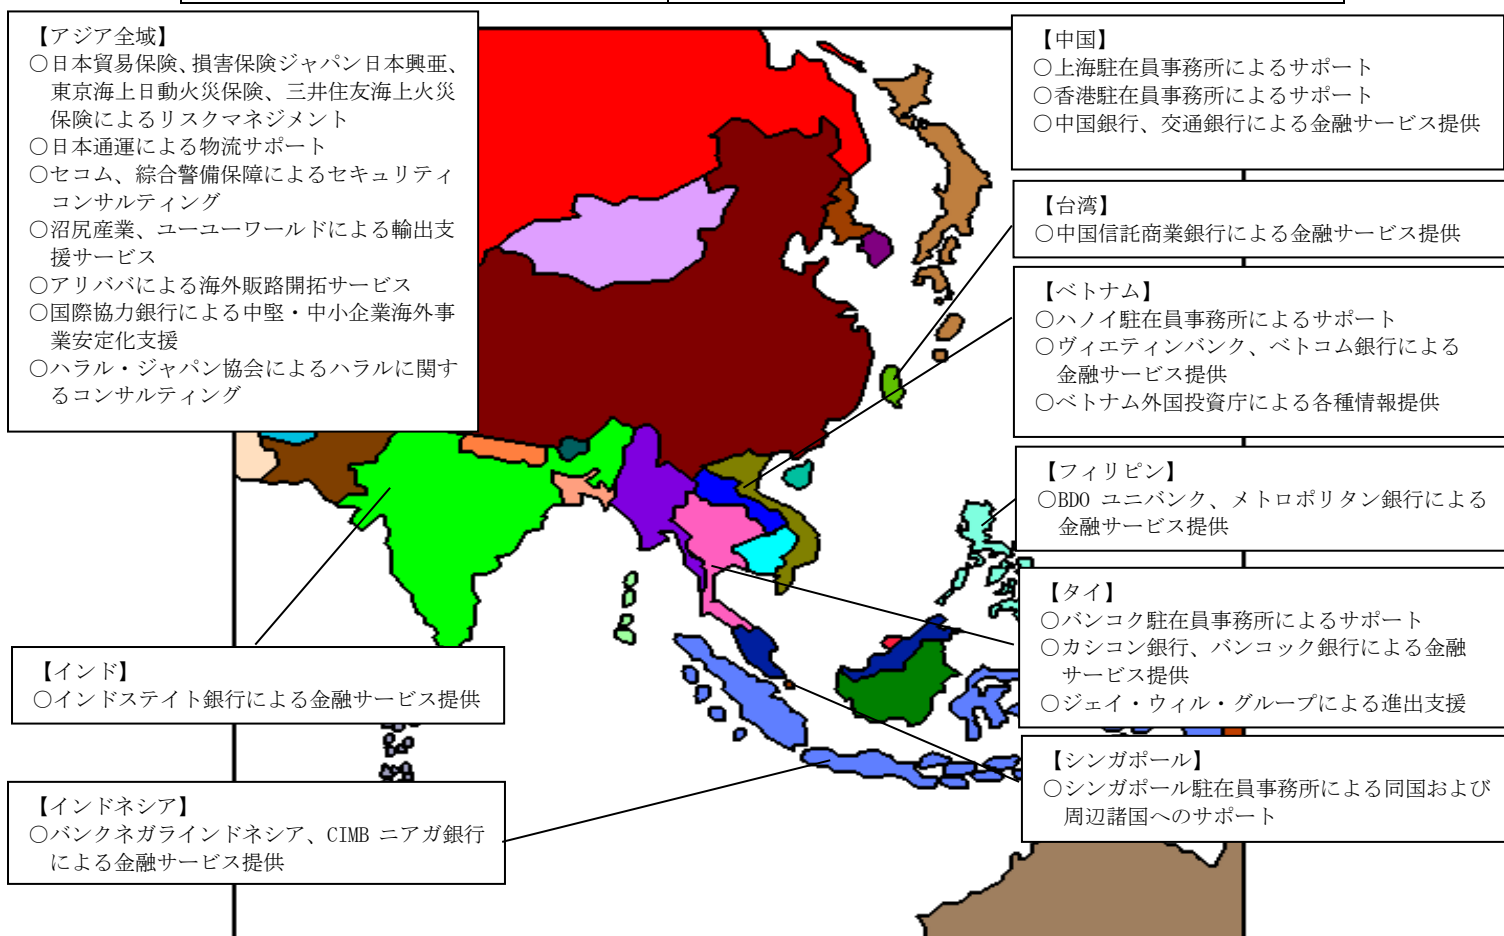 【アジア全域】
○日本貿易保険、損害保険ジャパン日本興亜、
東京海上日動火災保険、三井住友海上火災
保険によるリスクマネジメント
○日本通運による物流サポート
○セコム、綜合警備保障によるセキュリティ
コンサルティング
○沼尻産業、ユーユーワールドによる輸出支
援サービス
○アリババによる海外販路開拓サービス
○国際協力銀行による中堅・中小企業海外事
業安定化支援
○ハラル・ジャパン協会によるハラルに関す
るコンサルティング
【中国】
○上海駐在員事務所によるサポート
○香港駐在員事務所によるサポート
○中国銀行、交通銀行による金融サービス提供
【台湾】
○中国信託商業銀行による金融サービス提供
【ベトナム】
○ハノイ駐在員事務所によるサポート
○ヴィエティンバンク、ベトコム銀行による
金融サービス提供
○ベトナム外国投資庁による各種情報提供
【フィリピン】
○BDO ユニバンク、メトロポリタン銀行による
金融サービス提供
【タイ】
○バンコク駐在員事務所によるサポート
○カシコン銀行、バンコック銀行による金融
サービス提供
○ジェイ・ウィル・グループによる進出支援
【シンガポール】
○シンガポール駐在員事務所による同国および
周辺諸国へのサポート
【インド】
○インドステイト銀行による金融サービス提供
【インドネシア】
○バンクネガラインドネシア、CIMB ニアガ銀行
による金融サービス提供